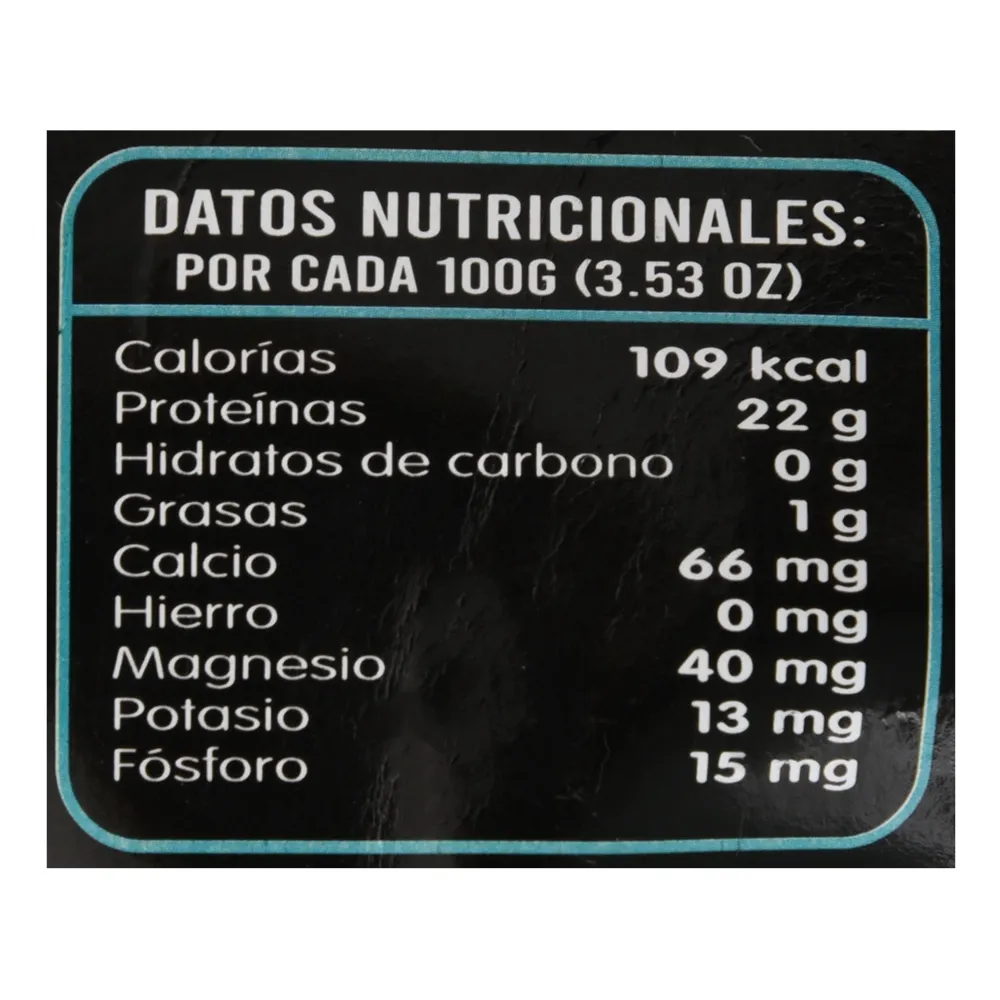 DATOS NUTRICIONALES:
POR CADA 100G (3.53 OZ)
Calorías 109 kcal
Proteínas 22 g
Hidratos de carbono 0 g
Grasas 1 g
Calcio 66 mg
Hierro 0 mg
Magnesio 40 mg
Potasio 13 mg
Fósforo 15 mg